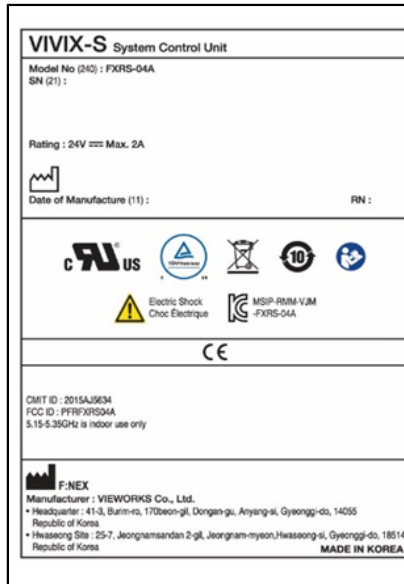 VIVIX-S System Control Unit
Model No (240) : FXRS-04A
SN (21) :
Rating : 24V ⎓ Max. 2A
Date of Manufacture (11) :
RN :
c RU US
10
Electric Shock
Choc Électrique
MSIP-RMM-VJM
-FXRS-04A
CE
CMIT ID : 2015AJ5634
FCC ID : PFRFXRS04A
5.15-5.35GHz is indoor use only
F:NEX
Manufacturer : VIEWORKS Co., Ltd.
• Headquarter : 41-3, Burim-ro, 170beon-gil, Dongan-gu, Anyang-si, Gyeonggi-do, 14055
Republic of Korea
• Hwaseong Site : 25-7, Jeongnamsandan 2-gil, Jeongnam-myeon,Hwaseong-si, Gyeonggi-do, 18514
Republic of Korea
MADE IN KOREA